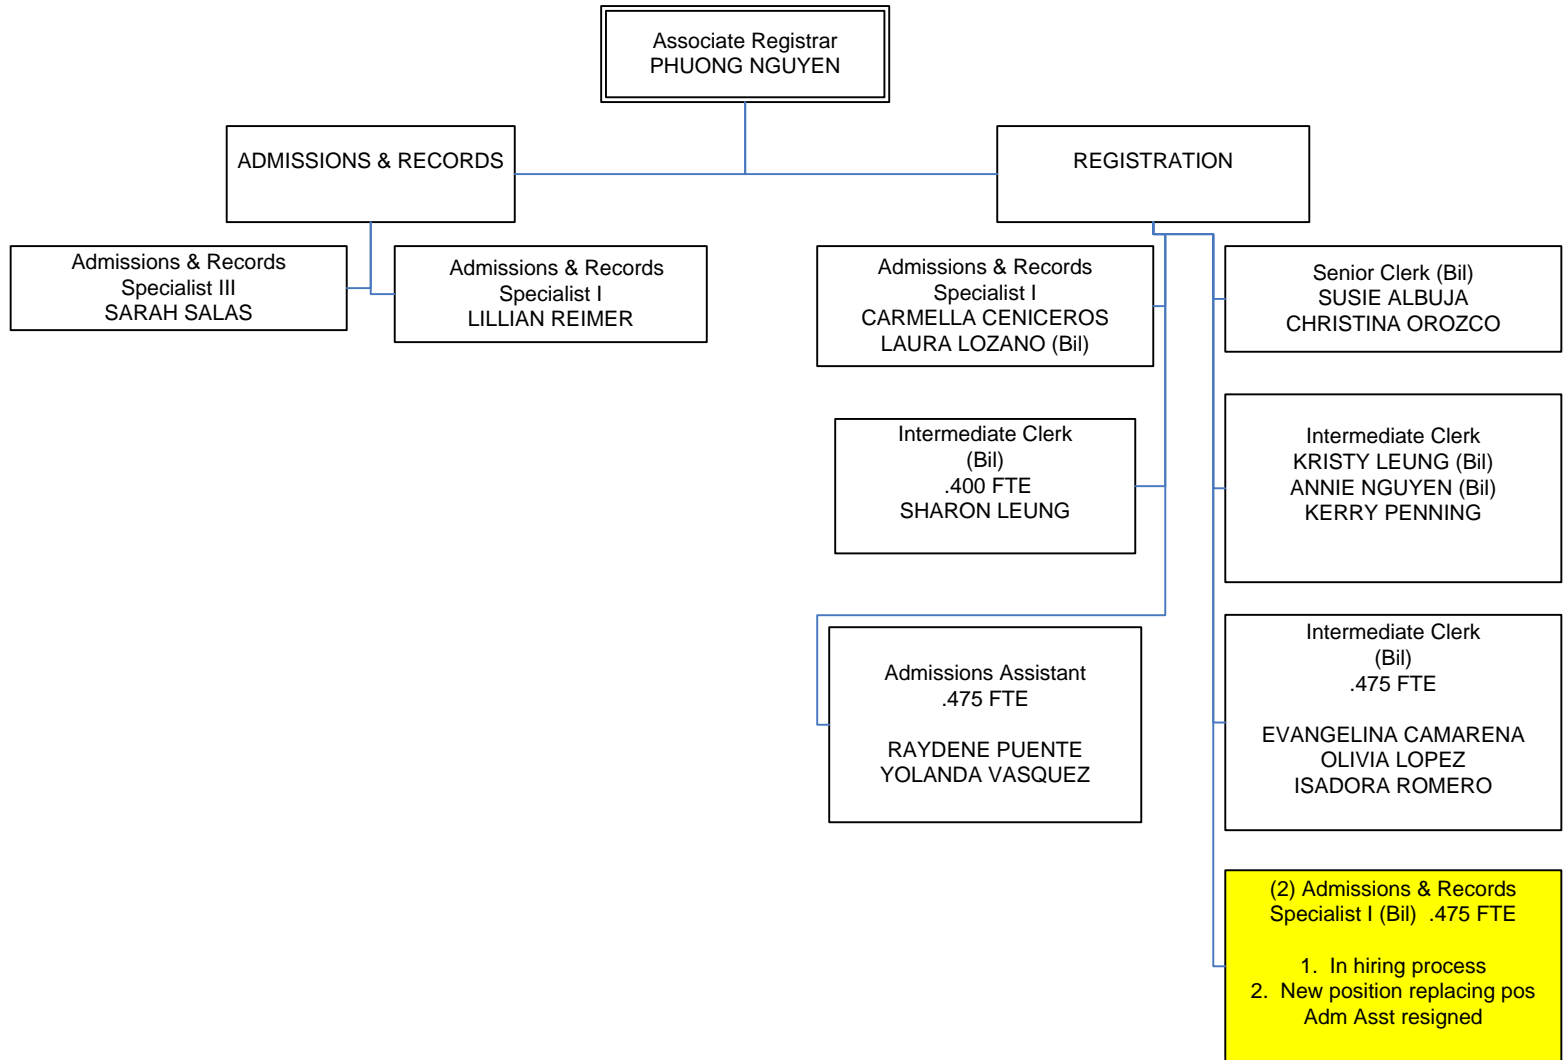 Associate Registrar
PHUONG NGUYEN
ADMISSIONS & RECORDS
REGISTRATION
Admissions & Records
Specialist III
SARAH SALAS
Admissions & Records
Specialist I
LILLIAN REIMER
Admissions & Records
Specialist I
CARMELLA CENICEROS
LAURA LOZANO (Bil)
Senior Clerk (Bil)
SUSIE ALBUJA
CHRISTINA OROZCO
Intermediate Clerk
(Bil)
.400 FTE
SHARON LEUNG
Intermediate Clerk
KRISTY LEUNG (Bil)
ANNIE NGUYEN (Bil)
KERRY PENNING
Admissions Assistant
.475 FTE
RAYDENE PUENTE
YOLANDA VASQUEZ
Intermediate Clerk
(Bil)
.475 FTE
EVANGELINA CAMARENA
OLIVIA LOPEZ
ISADORA ROMERO
(2) Admissions & Records
Specialist I (Bil)  .475 FTE
1.  In hiring process
2.  New position replacing pos
Adm Asst resigned